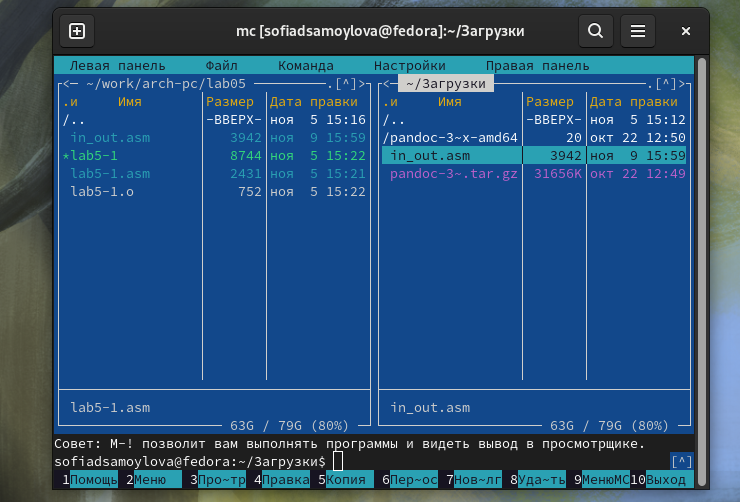 mc [sofiadsamoylova@fedora]:~/Загрузки
Левая панель Файл Команда Настройки Правая панель
<— ~/work/arch-pc/lab05 .[^]> <— ~/Загрузки .[^]>
.и Имя Размер Дата правки .и Имя Размер Дата правки
/.. -ВВЕРХ- ноя 5 15:16 /.. -ВВЕРХ- ноя 5 15:12
in_out.asm 3942 ноя 9 15:59 /pandoc-3~x-amd64 20 окт 22 12:50
*lab5-1 8744 ноя 5 15:22 in_out.asm 3942 ноя 9 15:59
lab5-1.asm 2431 ноя 5 15:21 pandoc-3~.tar.gz 31656K окт 22 12:49
lab5-1.o 752 ноя 5 15:22
lab5-1.asm in_out.asm
63G / 79G (80%) 63G / 79G (80%)
Совет: M-! позволит вам выполнять программы и видеть вывод в просмотрщике.
sofiadsamoylova@fedora:~/Загрузки$ [^]
1Помощь 2Меню 3Про~тр 4Правка 5Копия 6Пер~ос 7Нов~лг 8Уда~ть 9МенюMC 10Выход